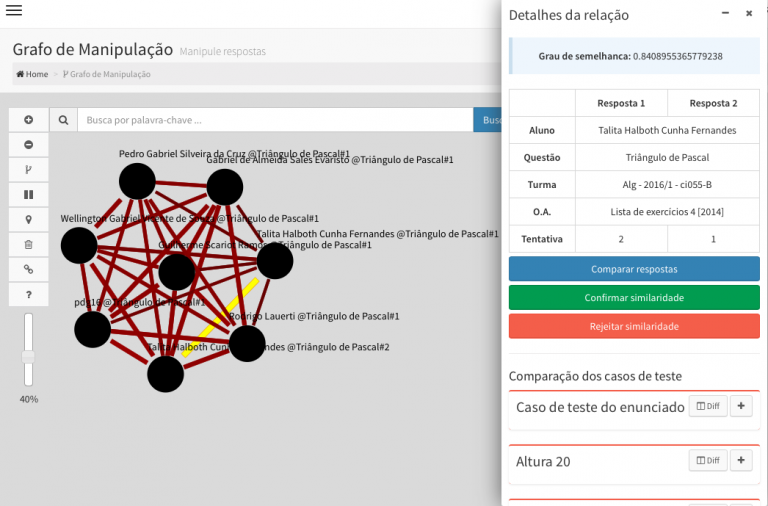 Grafo de Manipulação Manipule respostas
Home Grafo de Manipulação
Busca por palavra-chave ...
Pedro Gabriel Silveira da Cruz @Triângulo de Pascal#1
Gabriel de Almeida Sales Evaristo @Triângulo de Pascal#1
Wellington Gabriel Vicente de Souza @Triângulo de Pascal#1
Talita Halboth Cunha Fernandes @Triângulo de Pascal#1
Guilherme Scariot Ramos @Triângulo de Pascal#1
@Triângulo de Pascal#1
Rodrigo Lauerti @Triângulo de Pascal#1
Talita Halboth Cunha Fernandes @Triângulo de Pascal#2
40%
Detalhes da relação
Grau de semelhanca: 0.8408955365779238
Resposta 1 Resposta 2
Aluno Talita Halboth Cunha Fernandes
Questão Triângulo de Pascal
Turma Alg - 2016/1 - ci055-B
O.A. Lista de exercícios 4 [2014]
Tentativa 2 1
Comparar respostas
Confirmar similaridade
Rejeitar similaridade
Comparação dos casos de teste
Caso de teste do enunciado Diff
Altura 20 Diff